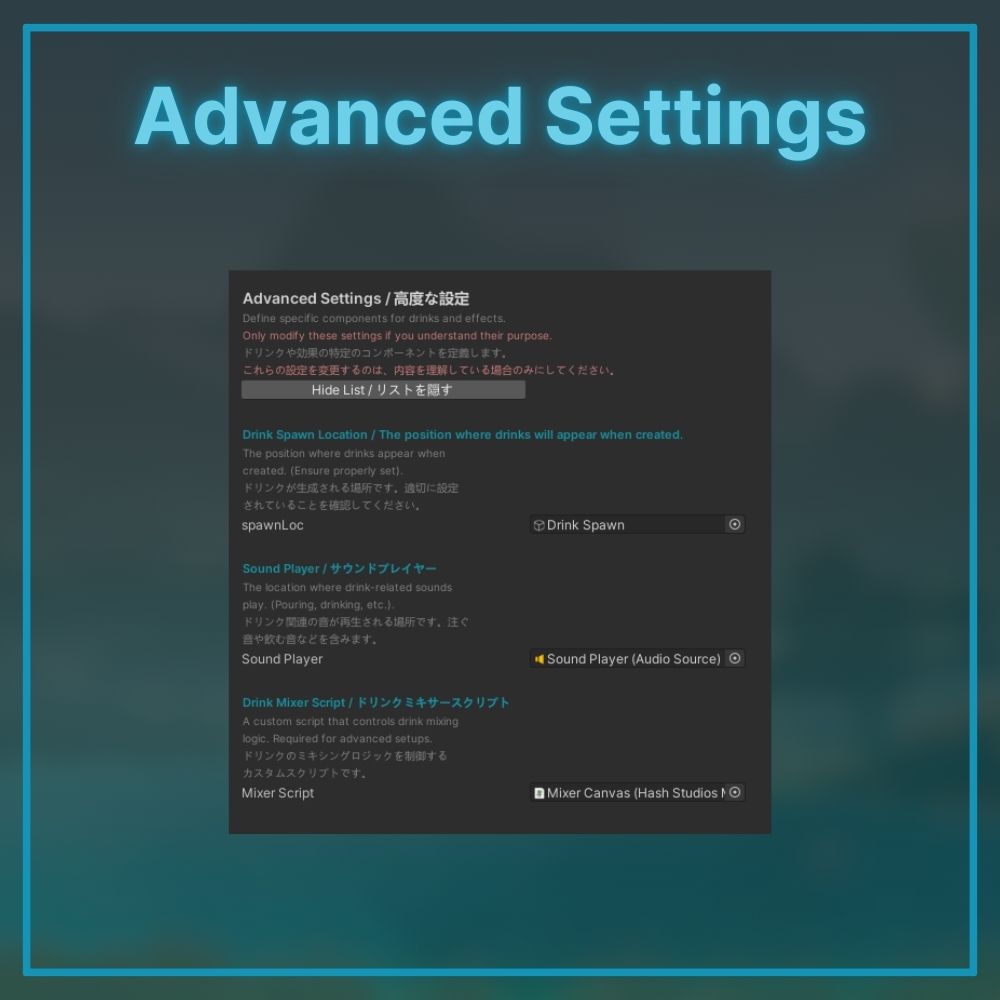 Advanced Settings
Advanced Settings / 高度な設定
Define specific components for drinks and effects.
Only modify these settings if you understand their purpose.
ドリンクや効果の特定のコンポーネントを定義します。
これらの設定を変更するのは、内容を理解している場合のみにしてください。
Hide List / リストを隠す
Drink Spawn Location / The position where drinks will appear when created.
The position where drinks appear when
created. (Ensure properly set).
ドリンクが生成される場所です。適切に設定
されていることを確認してください。
spawnLoc
Drink Spawn
Sound Player / サウンドプレイヤー
The location where drink-related sounds
play. (Pouring, drinking, etc.).
ドリンク関連の音が再生される場所です。注ぐ
音や飲む音などを含みます。
Sound Player
Sound Player (Audio Source)
Drink Mixer Script / ドリンクミキサースクリプト
A custom script that controls drink mixing
logic. Required for advanced setups.
ドリンクのミキシングロジックを制御する
カスタムスクリプトです。
Mixer Script
Mixer Canvas (Hash Studios